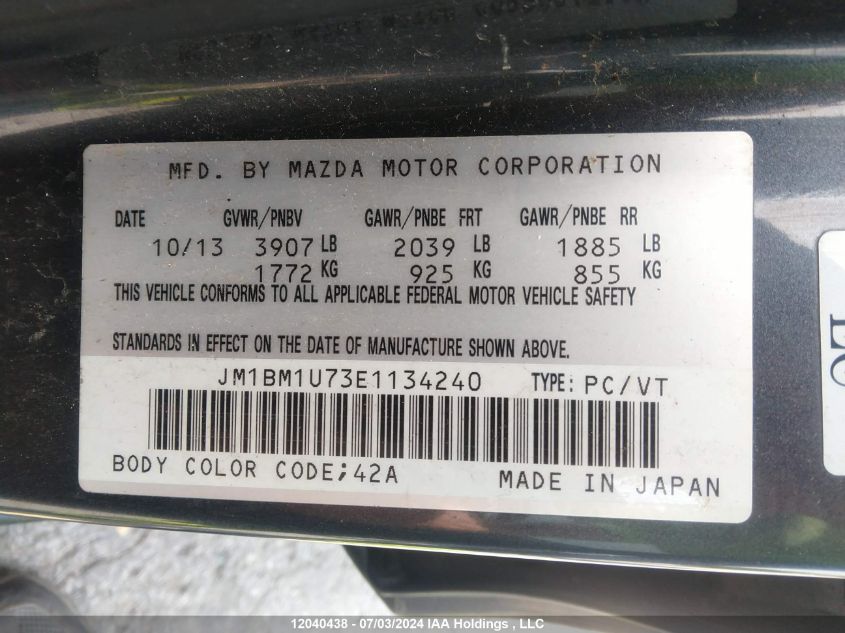 MFD. BY MAZDA MOTOR CORPORATION
DATE GVWR/PNBV GAWR/PNBE FRT GAWR/PNBE RR
10/13 3907 LB 2039 LB 1885 LB
1772 KG 925 KG 855 KG
THIS VEHICLE CONFORMS TO ALL APPLICABLE FEDERAL MOTOR VEHICLE SAFETY
STANDARDS IN EFFECT ON THE DATE OF MANUFACTURE SHOWN ABOVE.
JM1BM1U73E1134240 TYPE: PC/VT
BODY COLOR CODE;42A MADE IN JAPAN
12040438 - 07/03/2024 IAA Holdings , LLC